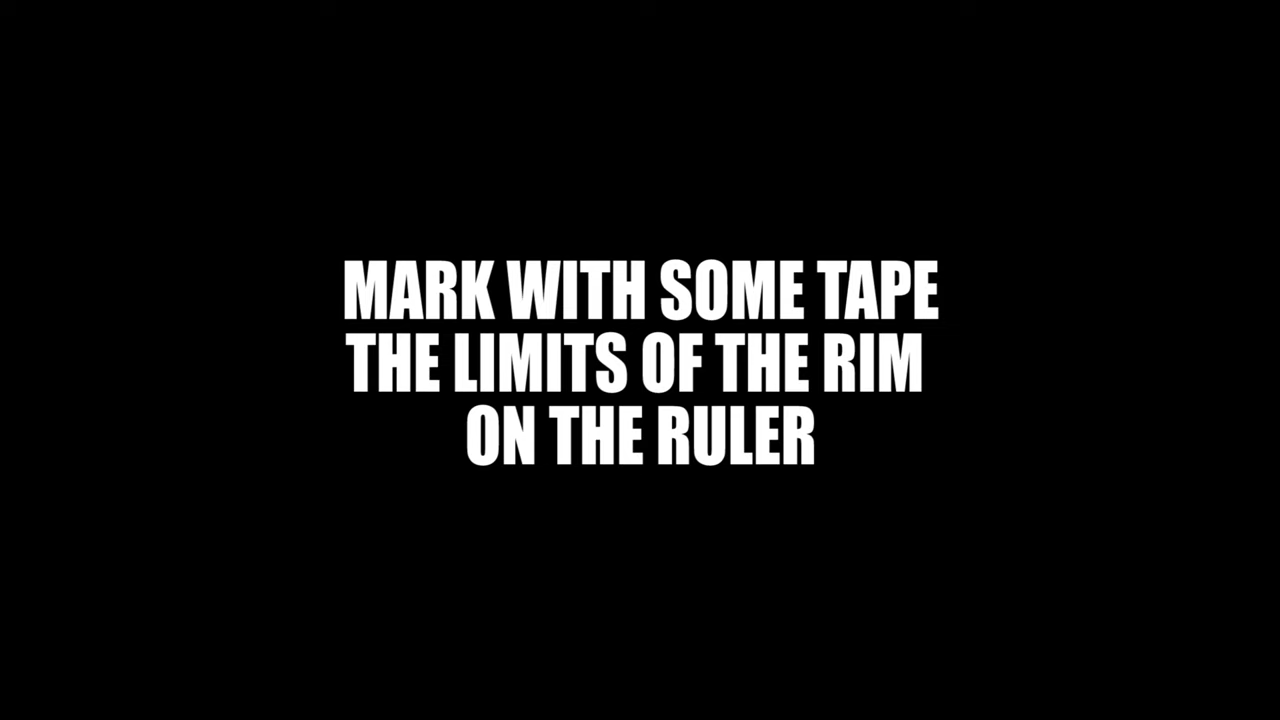 MARK WITH SOME TAPE
THE LIMITS OF THE RIM
ON THE RULER